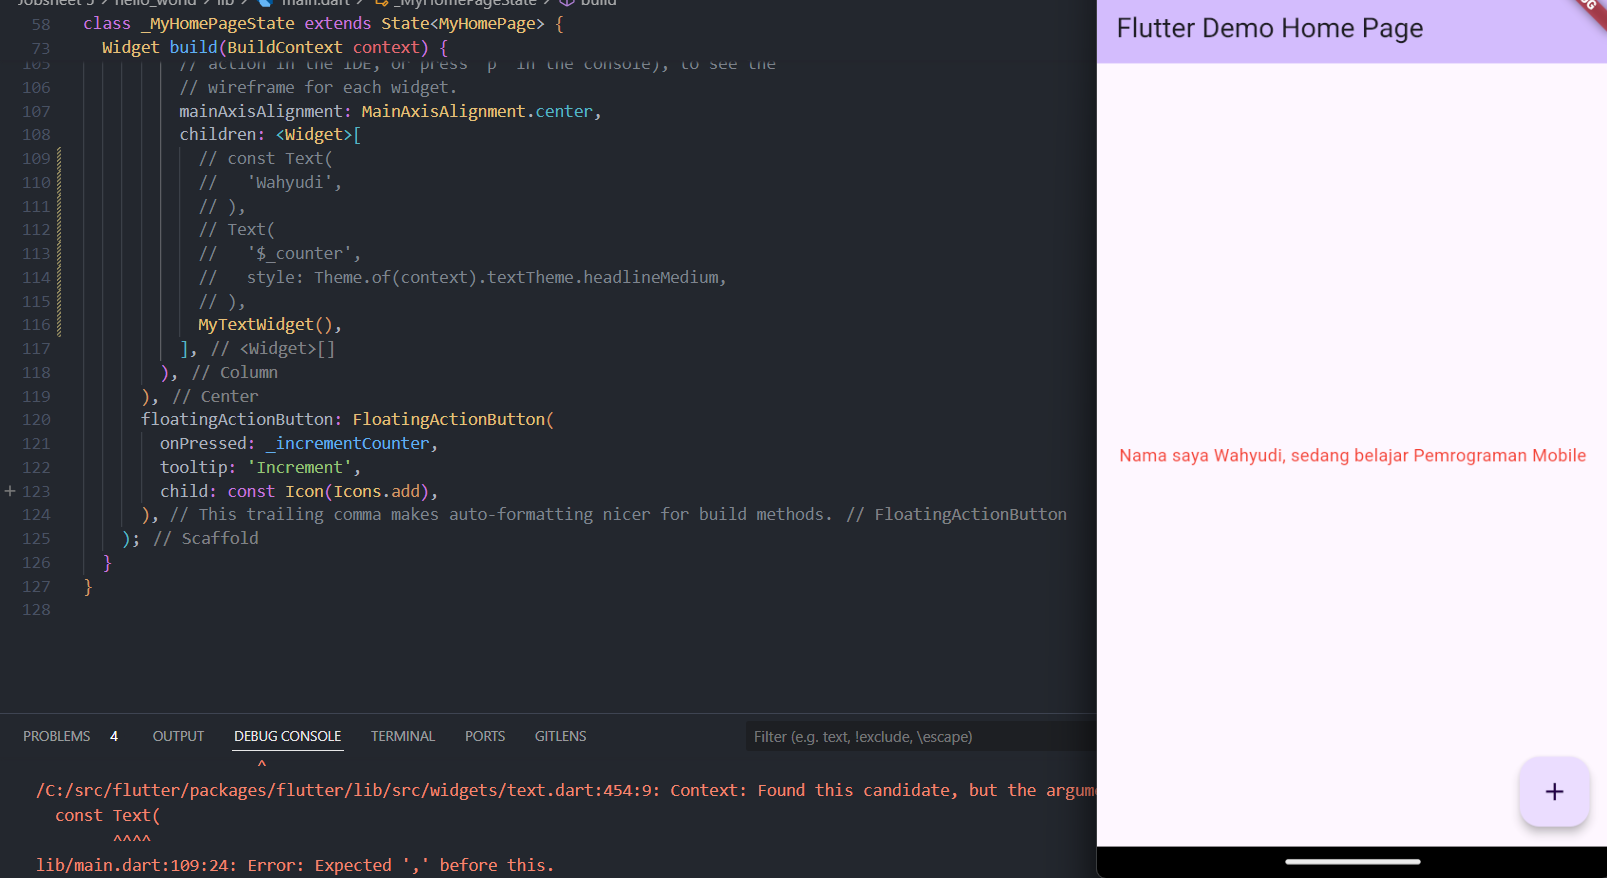 Jobsheet 5 > hello_world > lib > main.dart > _MyHomePageState > build
58 class _MyHomePageState extends State<MyHomePage> {
73 Widget build(BuildContext context) {
105 // action in the IDE, or press "p" in the console), to see the
106 // wireframe for each widget.
107 mainAxisAlignment: MainAxisAlignment.center,
108 children: <Widget>[
109 // const Text(
110 //   'Wahyudi',
111 // ),
112 // Text(
113 //   '$_counter',
114 //   style: Theme.of(context).textTheme.headlineMedium,
115 // ),
116 MyTextWidget(),
117 ], // <Widget>[]
118 ), // Column
119 ), // Center
120 floatingActionButton: FloatingActionButton(
121 onPressed: _incrementCounter,
122 tooltip: 'Increment',
123 child: const Icon(Icons.add),
124 ), // This trailing comma makes auto-formatting nicer for build methods. // FloatingActionButton
125 ); // Scaffold
126 }
127 }
128
PROBLEMS 4 OUTPUT DEBUG CONSOLE TERMINAL PORTS GITLENS Filter (e.g. text, !exclude, \escape)
^
/C:/src/flutter/packages/flutter/lib/src/widgets/text.dart:454:9: Context: Found this candidate, but the argum
const Text(
^^^^
lib/main.dart:109:24: Error: Expected ',' before this.
Flutter Demo Home Page
Nama saya Wahyudi, sedang belajar Pemrograman Mobile